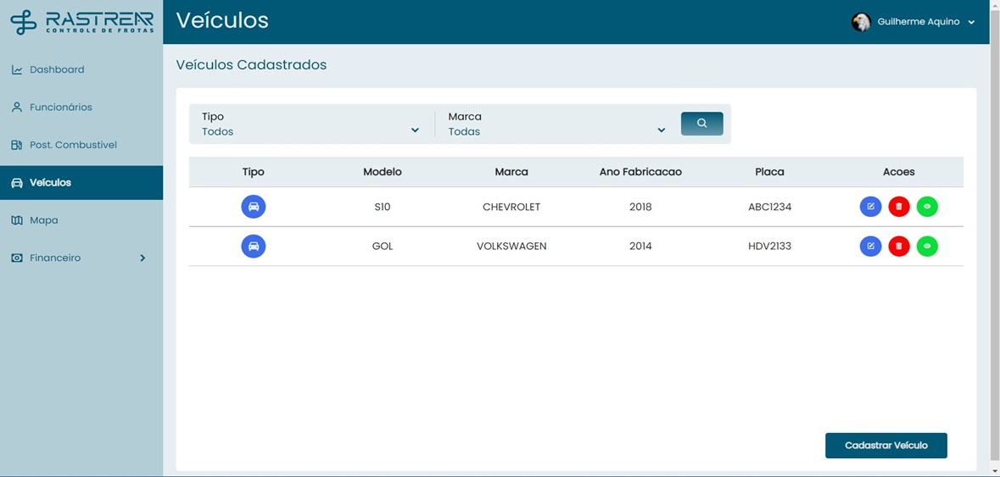 RASTREAR
CONTROLE DE FROTAS
Veículos
Guilherme Aquino
Dashboard
Funcionários
Post. Combustivel
Veículos
Mapa
Financeiro
Veículos Cadastrados
Tipo
Todos
Marca
Todas
Tipo Modelo Marca Ano Fabricacao Placa Acoes
S10 CHEVROLET 2018 ABC1234
GOL VOLKSWAGEN 2014 HDV2133
Cadastrar Veículo